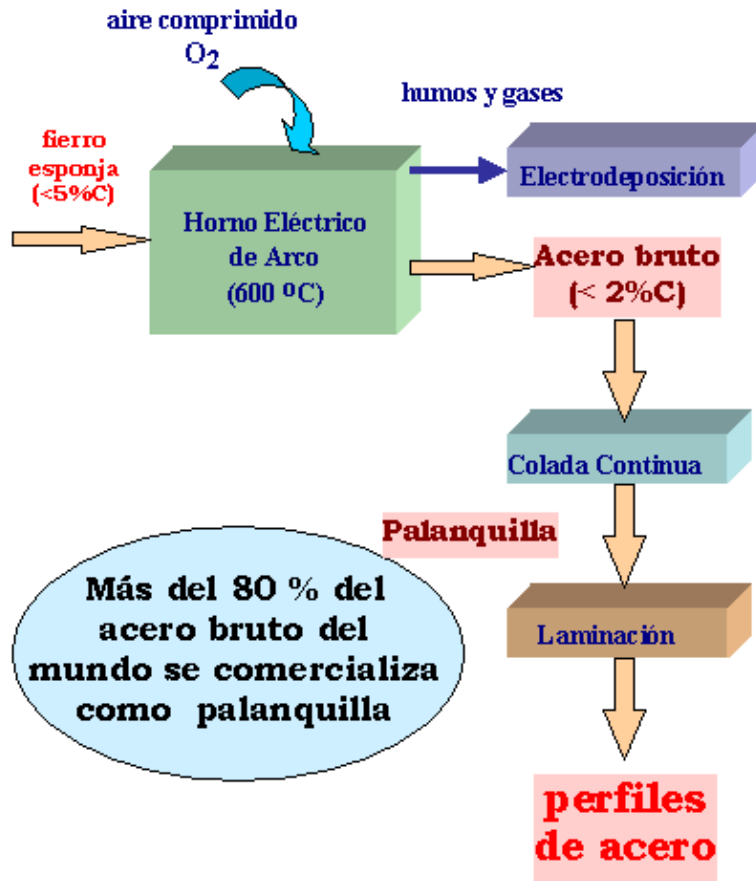 aire comprimido
O2
humos y gases
fierro
esponja
(<5%C)
Electrodeposición
Horno Eléctrico
de Arco
(600 ºC)
Acero bruto
(< 2%C)
Colada Continua
Palanquilla
Más del 80 % del
acero bruto del
mundo se comercializa
como palanquilla
Laminación
perfiles
de acero